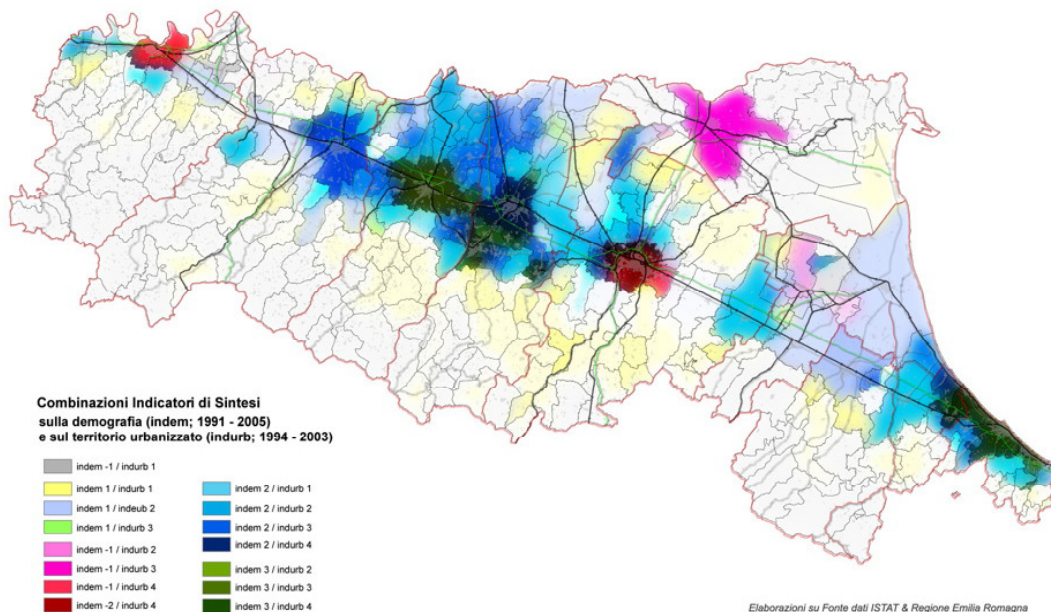 Combinazioni Indicatori di Sintesi
sulla demografia (indem; 1991 - 2005)
e sul territorio urbanizzato (indurb; 1994 - 2003)
indem -1 / indurb 1
indem 1 / indurb 1
indem 1 / indeub 2
indem 1 / indurb 3
indem -1 / indurb 2
indem -1 / indurb 3
indem -1 / indurb 4
indem -2 / indurb 4
indem 2 / indurb 1
indem 2 / indurb 2
indem 2 / indurb 3
indem 2 / indurb 4
indem 3 / indurb 2
indem 3 / indurb 3
indem 3 / indurb 4
Elaborazioni su Fonte dati ISTAT & Regione Emilia Romagna